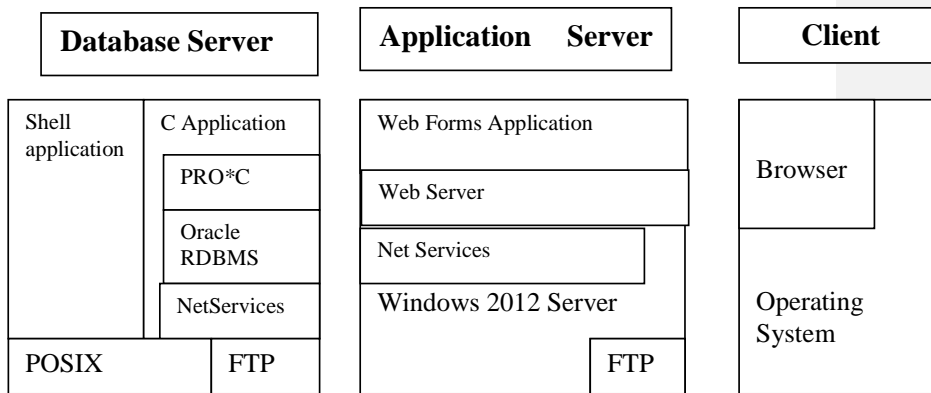 Database Server
Application Server
Client
Shell
application
C Application
PRO*C
Oracle
RDBMS
NetServices
POSIX
FTP
Web Forms Application
Web Server
Net Services
Windows 2012 Server
FTP
Browser
Operating
System